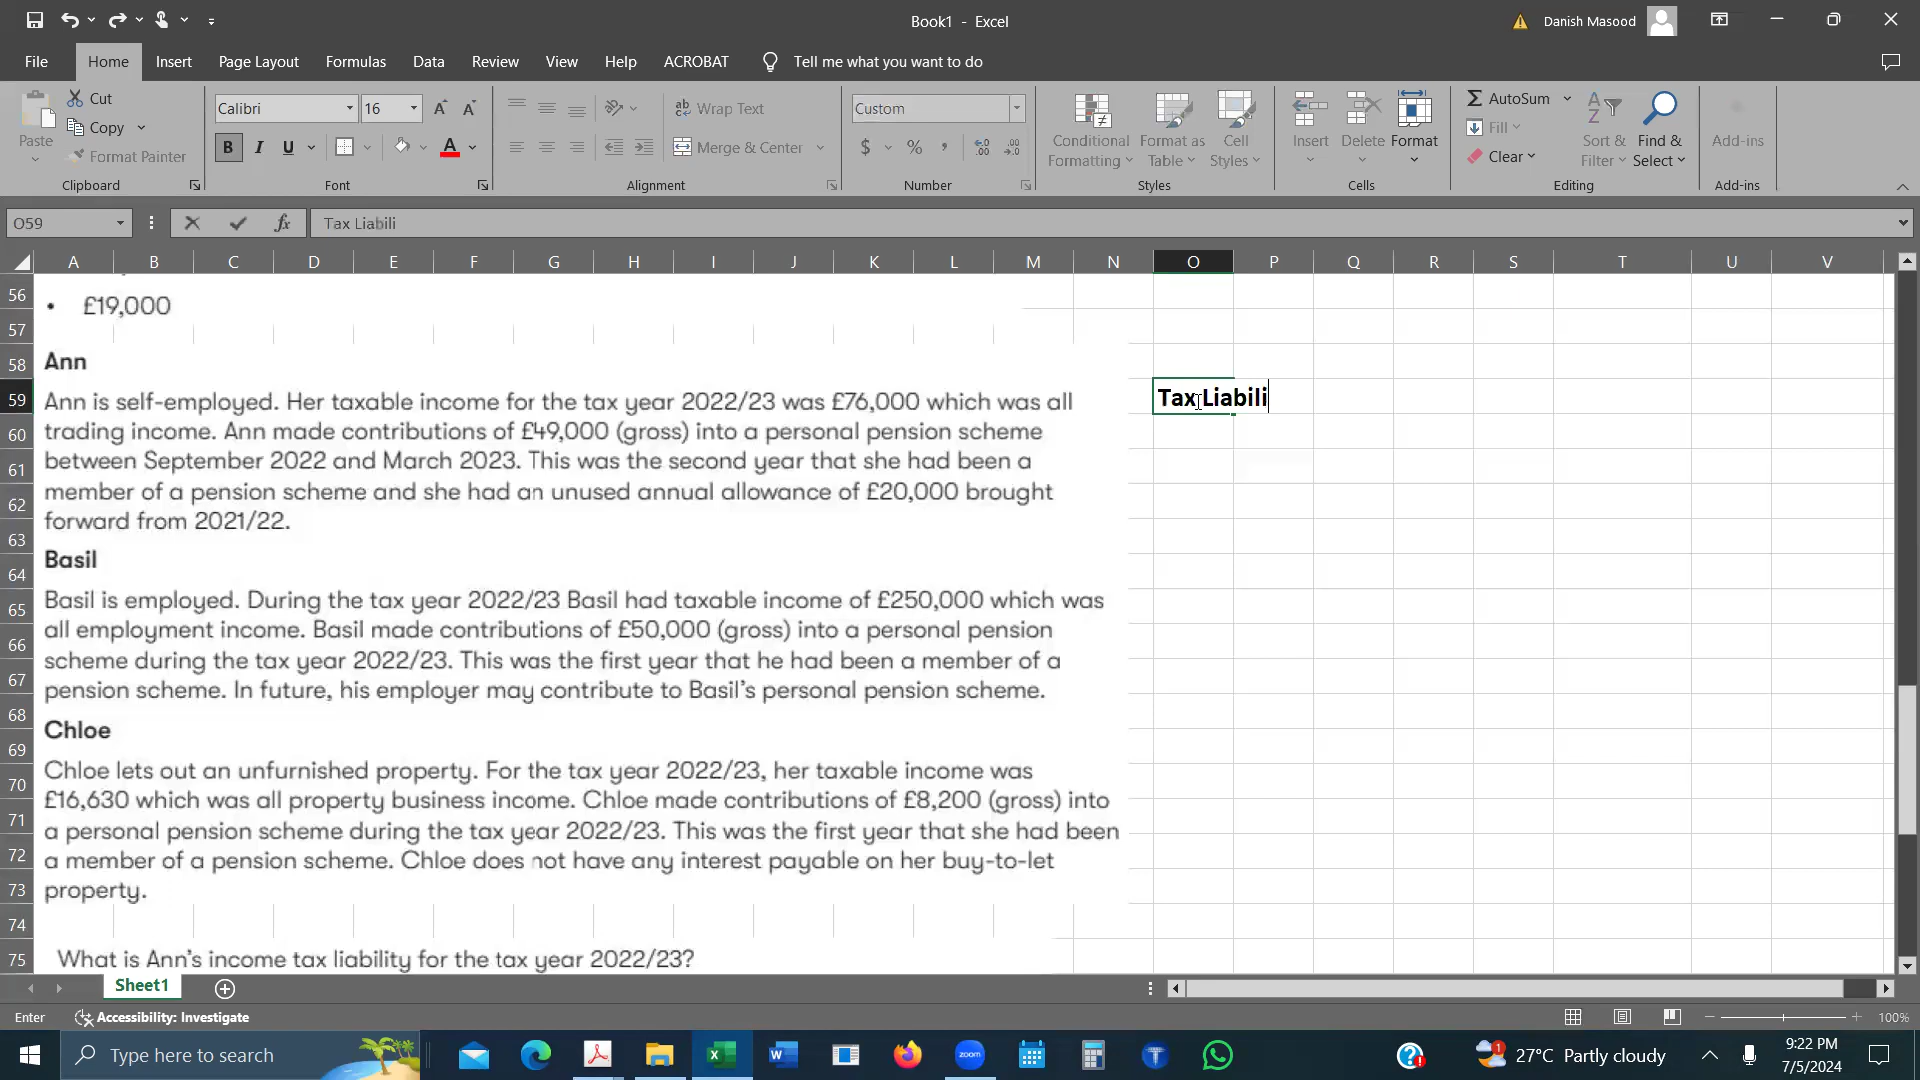 Book1 - Excel
Danish Masood
File Home Insert Page Layout Formulas Data Review View Help ACROBAT Tell me what you want to do
Paste
Cut
Copy
Format Painter
Clipboard
Calibri 16
B I U A
Font
Wrap Text
Merge & Center
Alignment
Custom
$ % ,
Number
Conditional Formatting
Format as Table
Cell Styles
Styles
Insert Delete Format
Cells
AutoSum
Fill
Clear
Sort & Filter
Find & Select
Editing
Add-ins
Add-ins
O59 fx Tax Liabili
A B C D E F G H I J K L M N O P Q R S T U V
56
57
58
59
60
61
62
63
64
65
66
67
68
69
70
71
72
73
74
75
• £19,000
Ann
Ann is self-employed. Her taxable income for the tax year 2022/23 was £76,000 which was all
trading income. Ann made contributions of £49,000 (gross) into a personal pension scheme
between September 2022 and March 2023. This was the second year that she had been a
member of a pension scheme and she had an unused annual allowance of £20,000 brought
forward from 2021/22.
Basil
Basil is employed. During the tax year 2022/23 Basil had taxable income of £250,000 which was
all employment income. Basil made contributions of £50,000 (gross) into a personal pension
scheme during the tax year 2022/23. This was the first year that he had been a member of a
pension scheme. In future, his employer may contribute to Basil's personal pension scheme.
Chloe
Chloe lets out an unfurnished property. For the tax year 2022/23, her taxable income was
£16,630 which was all property business income. Chloe made contributions of £8,200 (gross) into
a personal pension scheme during the tax year 2022/23. This was the first year that she had been
a member of a pension scheme. Chloe does not have any interest payable on her buy-to-let
property.
What is Ann's income tax liability for the tax year 2022/23?
Tax Liabili
Sheet1
Enter Accessibility: Investigate 100%
Type here to search
zoom
27°C Partly cloudy
9:22 PM
7/5/2024